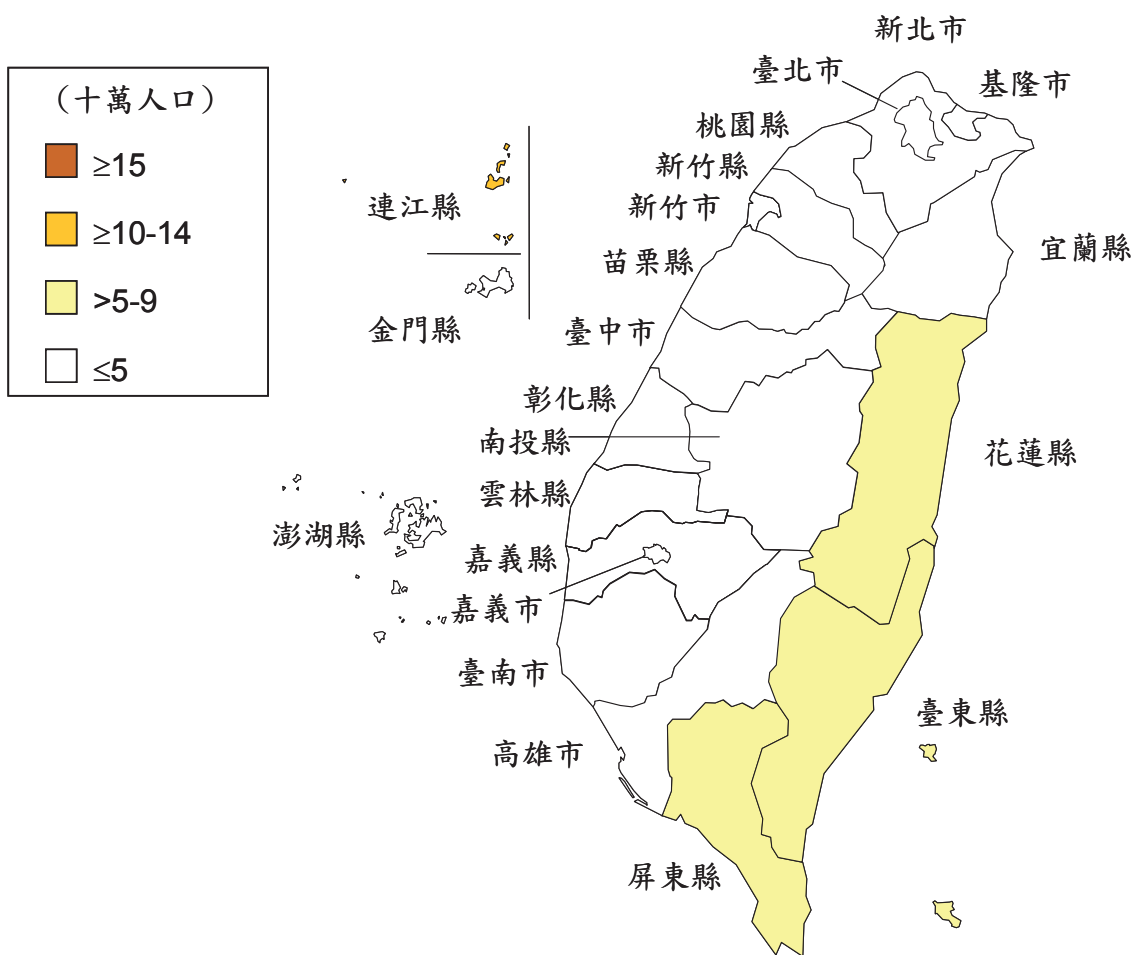 (十萬人口)
≥15
≥10-14
>5-9
≤5
新北市
臺北市
基隆市
桃園縣
新竹縣
新竹市
連江縣
苗栗縣
宜蘭縣
金門縣
臺中市
彰化縣
南投縣
花蓮縣
雲林縣
澎湖縣
嘉義縣
嘉義市
臺南市
臺東縣
高雄市
屏東縣